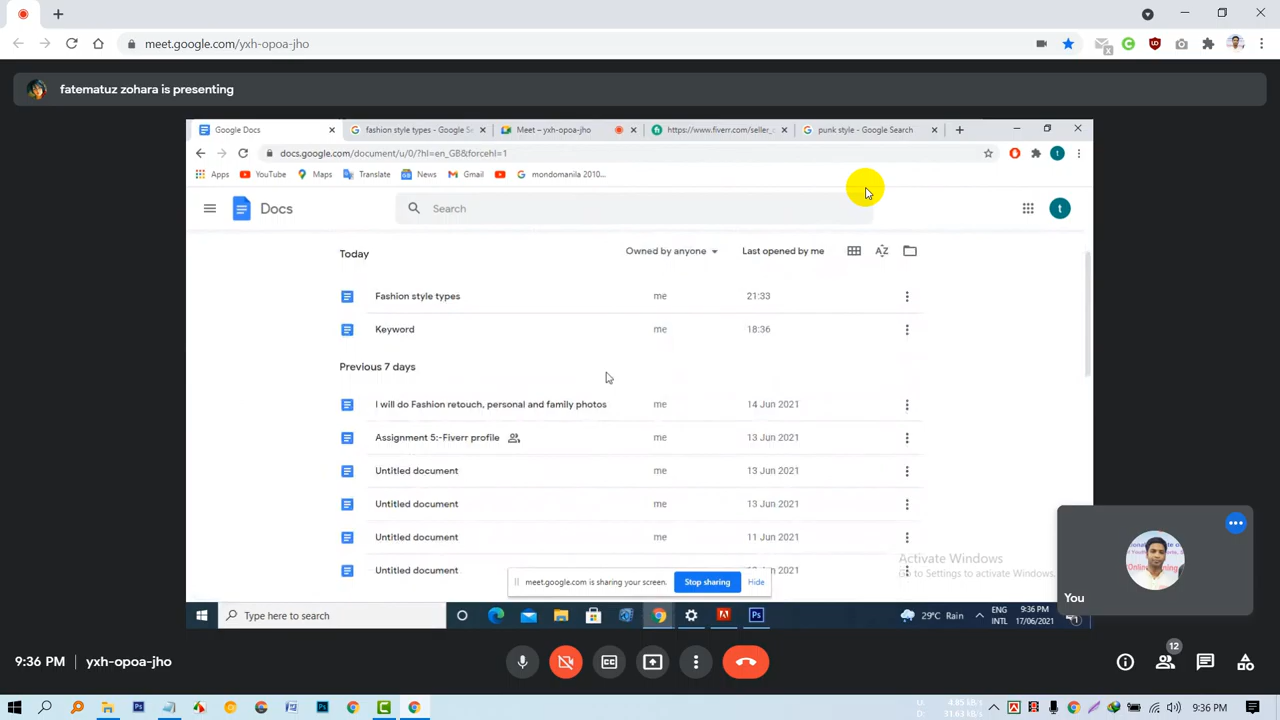 meet.google.com/yxh-opoa-jho
fatematuz zohara is presenting
Google Docs
fashion style types - Google Se
Meet – yxh-opoa-jho
https://www.fiverr.com/seller_
punk style - Google Search
docs.google.com/document/u/0/?hl=en_GB&forcehl=1
Apps
YouTube
Maps
Translate
News
Gmail
mondomanila 2010...
Docs
Search
t
Today
Owned by anyone
Last opened by me
AZ
Fashion style types
me
21:33
Keyword
me
18:36
Previous 7 days
I will do Fashion retouch, personal and family photos
me
14 Jun 2021
Assignment 5:-Fiverr profile
me
13 Jun 2021
Untitled document
me
13 Jun 2021
Untitled document
me
13 Jun 2021
Untitled document
me
11 Jun 2021
Untitled document
Activate Windows
Go to Settings to activate Windows.
meet.google.com is sharing your screen.
Stop sharing
Hide
You
Type here to search
29°C Rain
ENG
INTL
9:36 PM
17/06/2021
9:36 PM
yxh-opoa-jho
12
U: 4.85 kB/s
D: 31.63 kB/s
9:36 PM